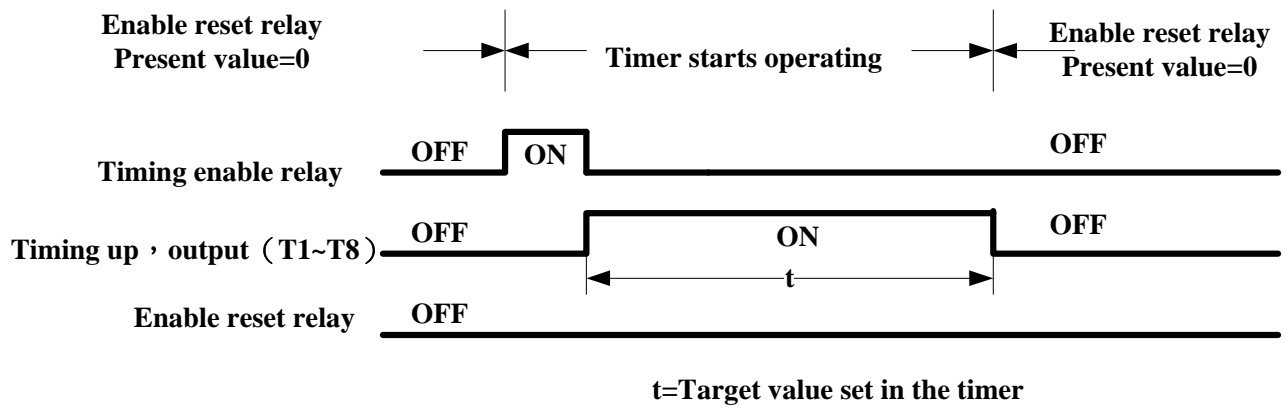 Enable reset relay
Present value=0
Timer starts operating
Enable reset relay
Present value=0
Timing enable relay
OFF
ON
OFF
Timing up，output（T1~T8）
OFF
ON
OFF
t
Enable reset relay
OFF
t=Target value set in the timer